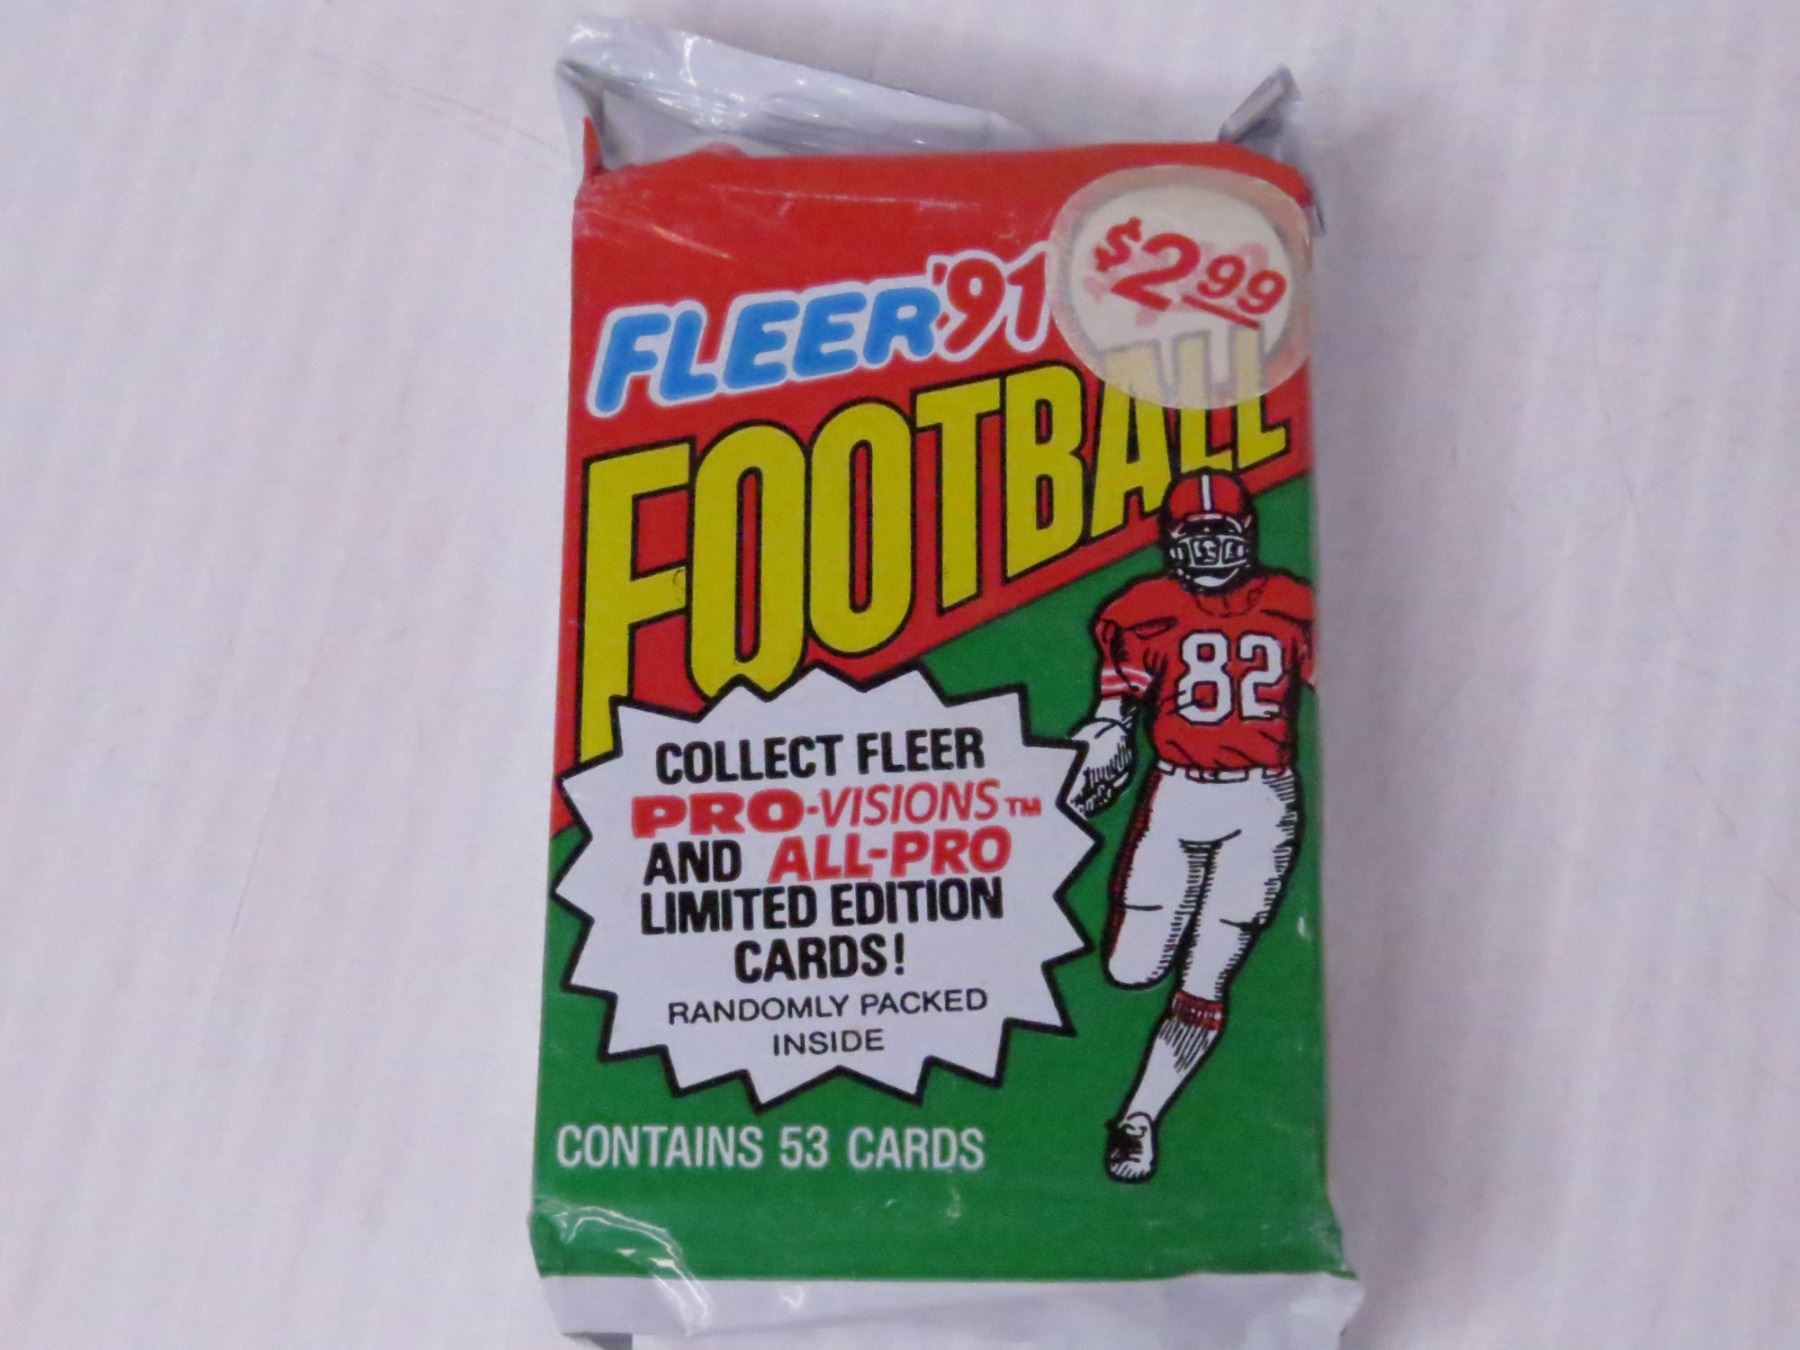 $2.99
FLEER '91
FOOTBALL
82
COLLECT FLEER
PRO-VISIONS™
AND ALL-PRO
LIMITED EDITION
CARDS!
RANDOMLY PACKED
INSIDE
CONTAINS 53 CARDS